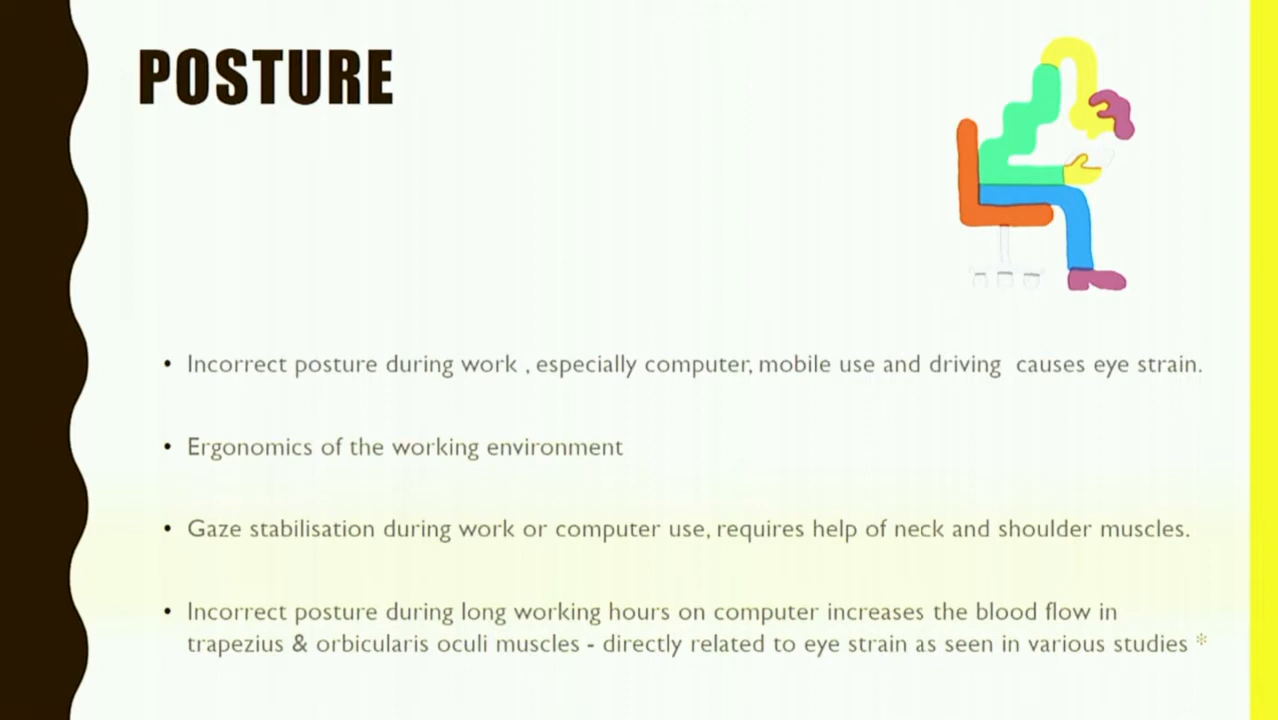 POSTURE
• Incorrect posture during work , especially computer, mobile use and driving  causes eye strain.
• Ergonomics of the working environment
• Gaze stabilisation during work or computer use, requires help of neck and shoulder muscles.
• Incorrect posture during long working hours on computer increases the blood flow in
trapezius & orbicularis oculi muscles - directly related to eye strain as seen in various studies *